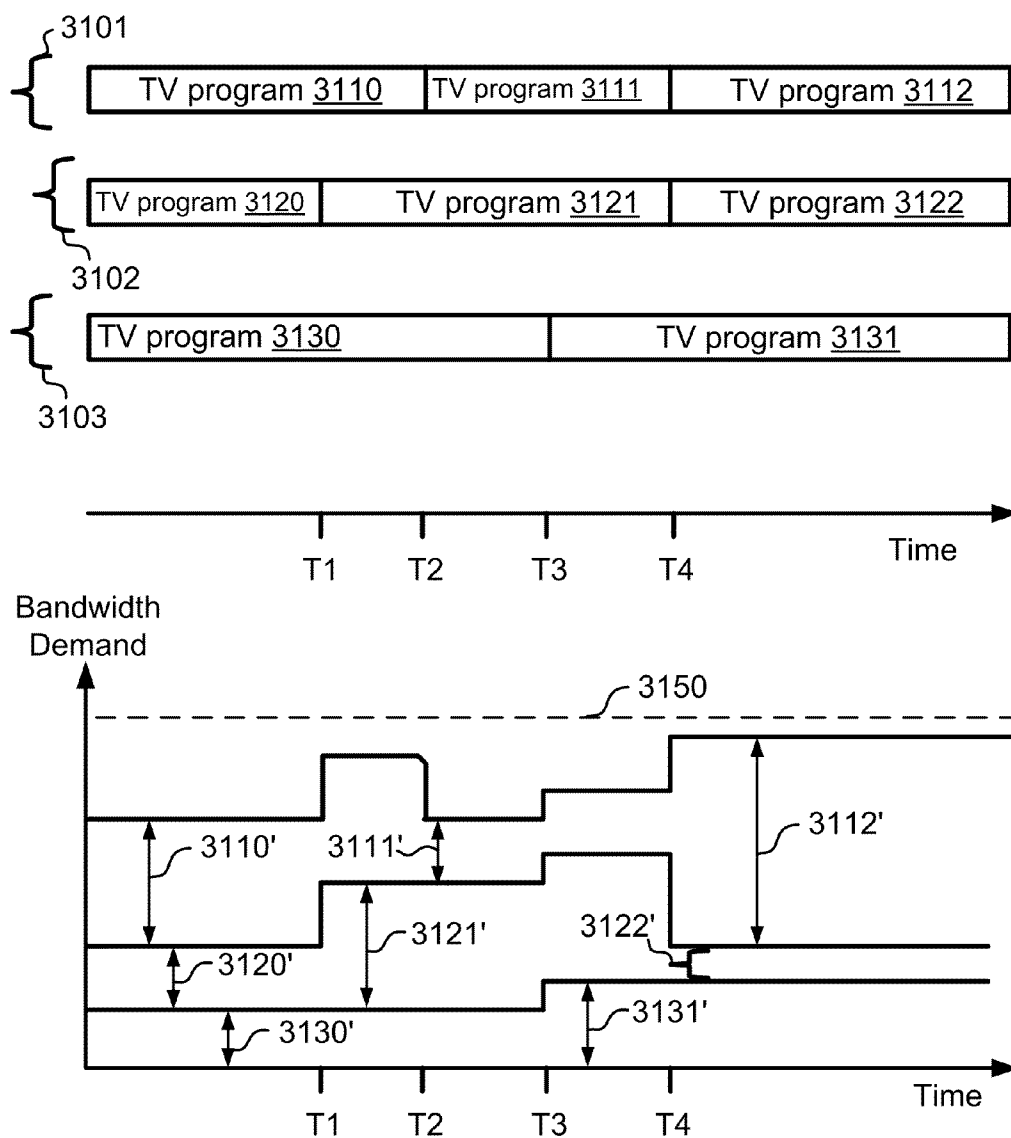 3101
TV program 3110
TV program 3111
TV program 3112
TV program 3120
TV program 3121
TV program 3122
3102
TV program 3130
TV program 3131
3103
Time
T1
T2
T3
T4
Bandwidth
Demand
3150
3110'
3111'
3112'
3121'
3122'
3120'
3131'
3130'
Time
T1
T2
T3
T4